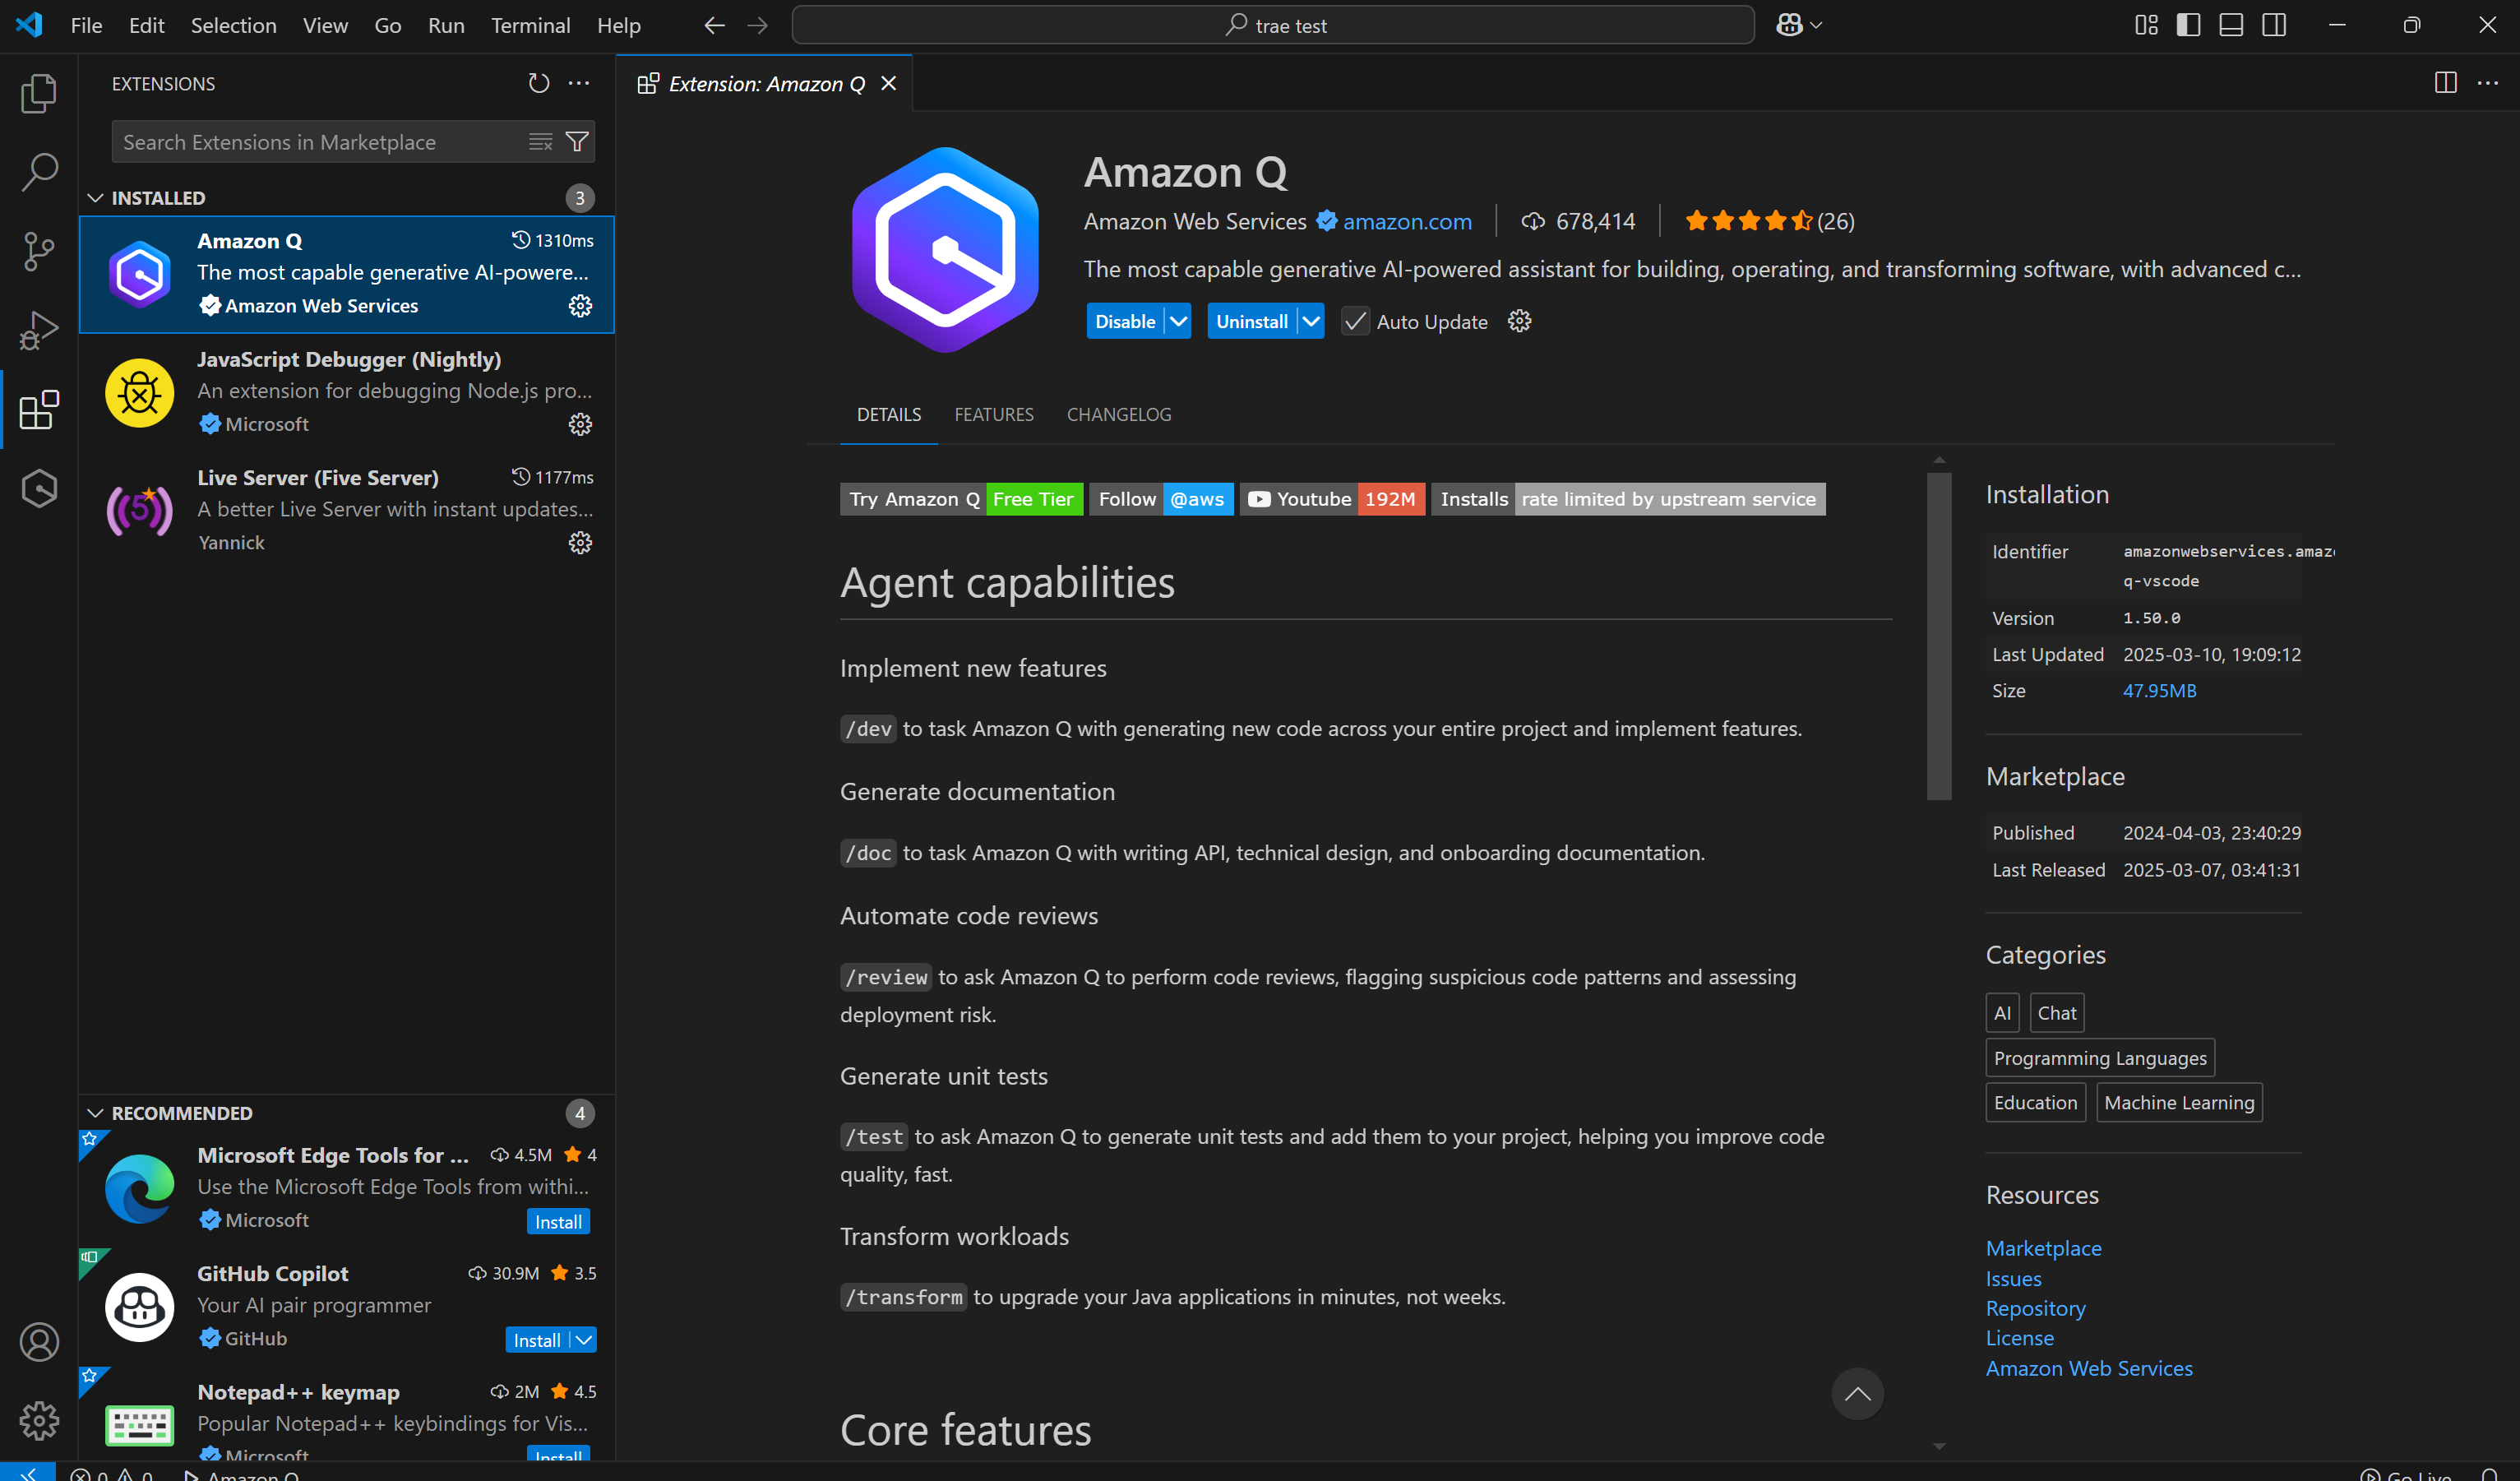 File Edit Selection View Go Run Terminal Help
trae test
EXTENSIONS
Search Extensions in Marketplace
INSTALLED 3
Amazon Q 1310ms
The most capable generative AI-powere...
Amazon Web Services
JavaScript Debugger (Nightly)
An extension for debugging Node.js pro...
Microsoft
Live Server (Five Server) 1177ms
A better Live Server with instant updates...
Yannick
RECOMMENDED 4
Microsoft Edge Tools for ... 4.5M 4
Use the Microsoft Edge Tools from withi...
Microsoft Install
GitHub Copilot 30.9M 3.5
Your AI pair programmer
GitHub Install
Notepad++ keymap 2M 4.5
Popular Notepad++ keybindings for Vis...
Microsoft Install
Extension: Amazon Q
Amazon Q
Amazon Web Services amazon.com 678,414 (26)
The most capable generative AI-powered assistant for building, operating, and transforming software, with advanced c...
Disable Uninstall Auto Update
DETAILS FEATURES CHANGELOG
Try Amazon Q Free Tier Follow @aws Youtube 192M Installs rate limited by upstream service
Agent capabilities
Implement new features
/dev to task Amazon Q with generating new code across your entire project and implement features.
Generate documentation
/doc to task Amazon Q with writing API, technical design, and onboarding documentation.
Automate code reviews
/review to ask Amazon Q to perform code reviews, flagging suspicious code patterns and assessing
deployment risk.
Generate unit tests
/test to ask Amazon Q to generate unit tests and add them to your project, helping you improve code
quality, fast.
Transform workloads
/transform to upgrade your Java applications in minutes, not weeks.
Core features
Installation
Identifier amazonwebservices.amaz
q-vscode
Version 1.50.0
Last Updated 2025-03-10, 19:09:12
Size 47.95MB
Marketplace
Published 2024-04-03, 23:40:29
Last Released 2025-03-07, 03:41:31
Categories
AI Chat
Programming Languages
Education Machine Learning
Resources
Marketplace
Issues
Repository
License
Amazon Web Services
0 0 Amazon Q Go Live